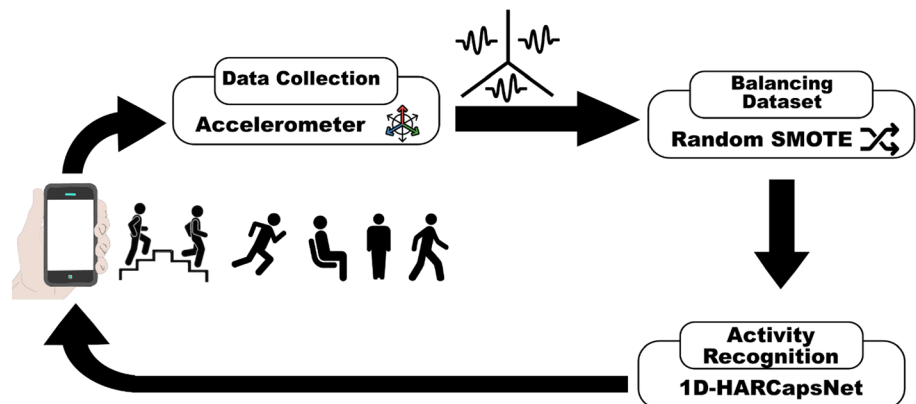 Data Collection
Accelerometer
Balancing
Dataset
Random SMOTE
Activity
Recognition
1D-HARCapsNet